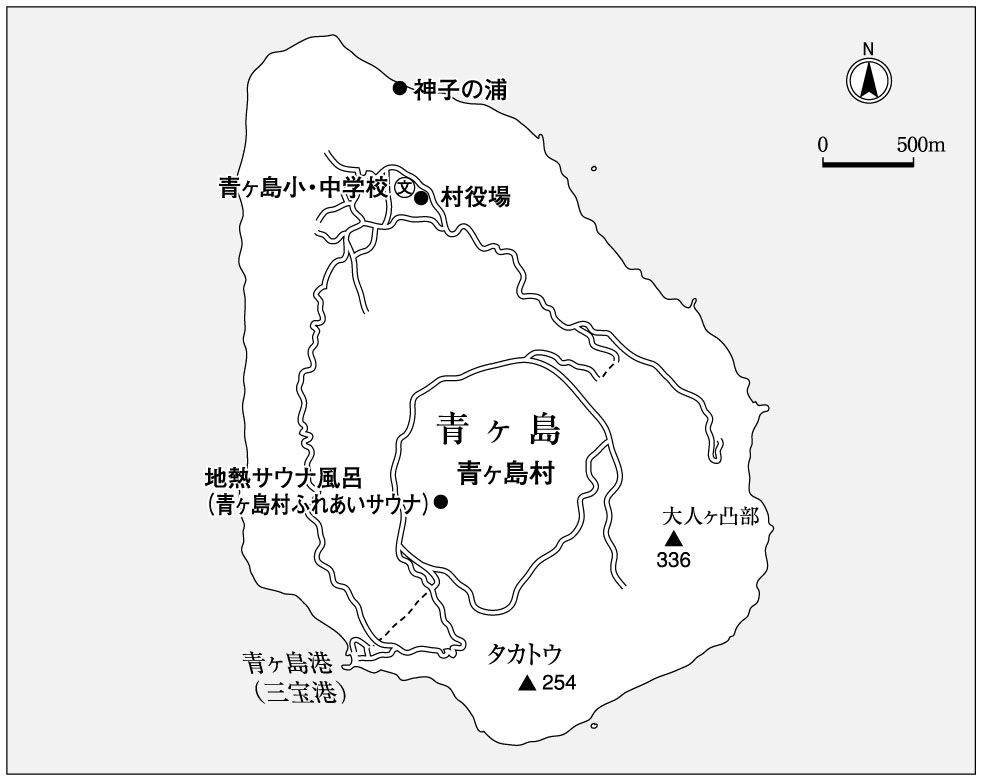 N
0 500m
神子の浦
青ヶ島小・中学校 文
村役場
青ヶ島
青ヶ島村
地熱サウナ風呂
(青ヶ島村ふれあいサウナ)
大人ヶ凸部
336
タカトウ
254
青ヶ島港
(三宝港)